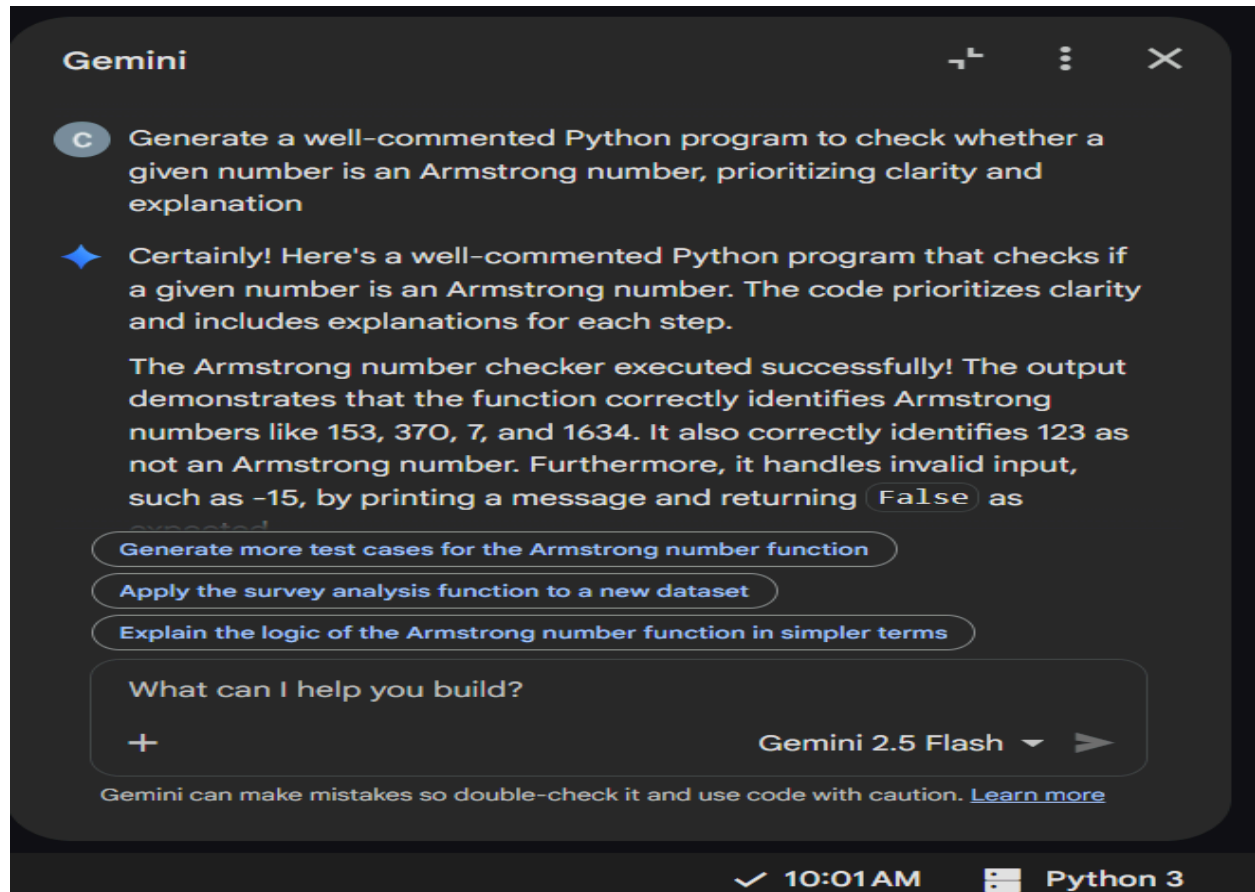 Gemini
C
Generate a well-commented Python program to check whether a
given number is an Armstrong number, prioritizing clarity and
explanation
Certainly! Here's a well-commented Python program that checks if
a given number is an Armstrong number. The code prioritizes clarity
and includes explanations for each step.
The Armstrong number checker executed successfully! The output
demonstrates that the function correctly identifies Armstrong
numbers like 153, 370, 7, and 1634. It also correctly identifies 123 as
not an Armstrong number. Furthermore, it handles invalid input,
such as -15, by printing a message and returning False as
Generate more test cases for the Armstrong number function
Apply the survey analysis function to a new dataset
Explain the logic of the Armstrong number function in simpler terms
What can I help you build?
Gemini 2.5 Flash
Gemini can make mistakes so double-check it and use code with caution. Learn more
10:01 AM Python 3